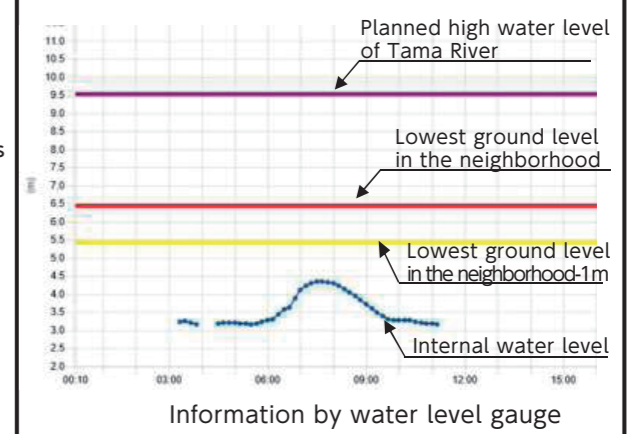 Planned high water level
of Tama River
Lowest ground level
in the neighborhood
Lowest ground level
in the neighborhood-1m
Internal water level
s
(m)
11.0
10.5
10.0
9.5
9.0
8.5
8.0
7.5
7.0
6.5
6.0
5.5
5.0
4.5
4.0
3.5
3.0
2.5
2.0
00:10 03:00 06:00 09:00 12:00 15:00
Information by water level gauge